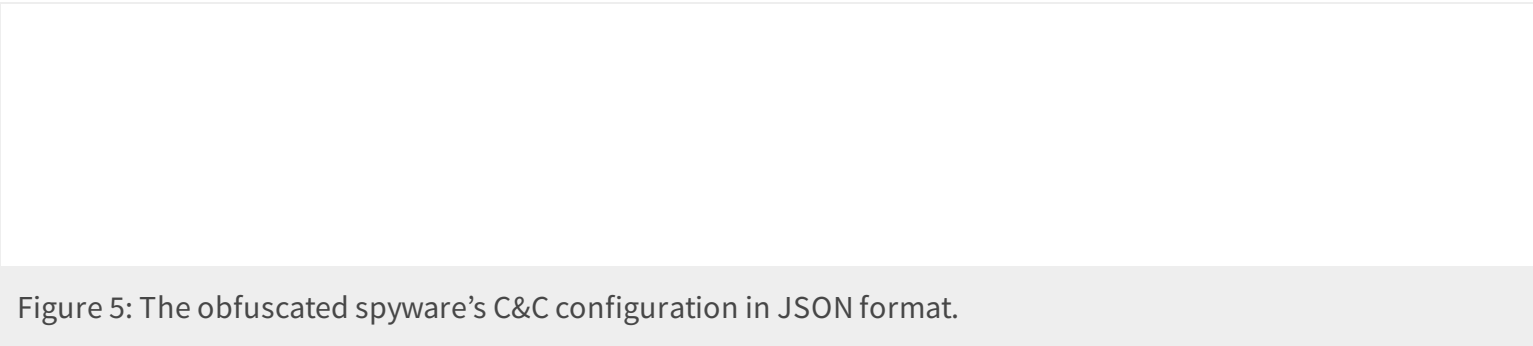 Figure 5: The obfuscated spyware’s C&C configuration in JSON format.